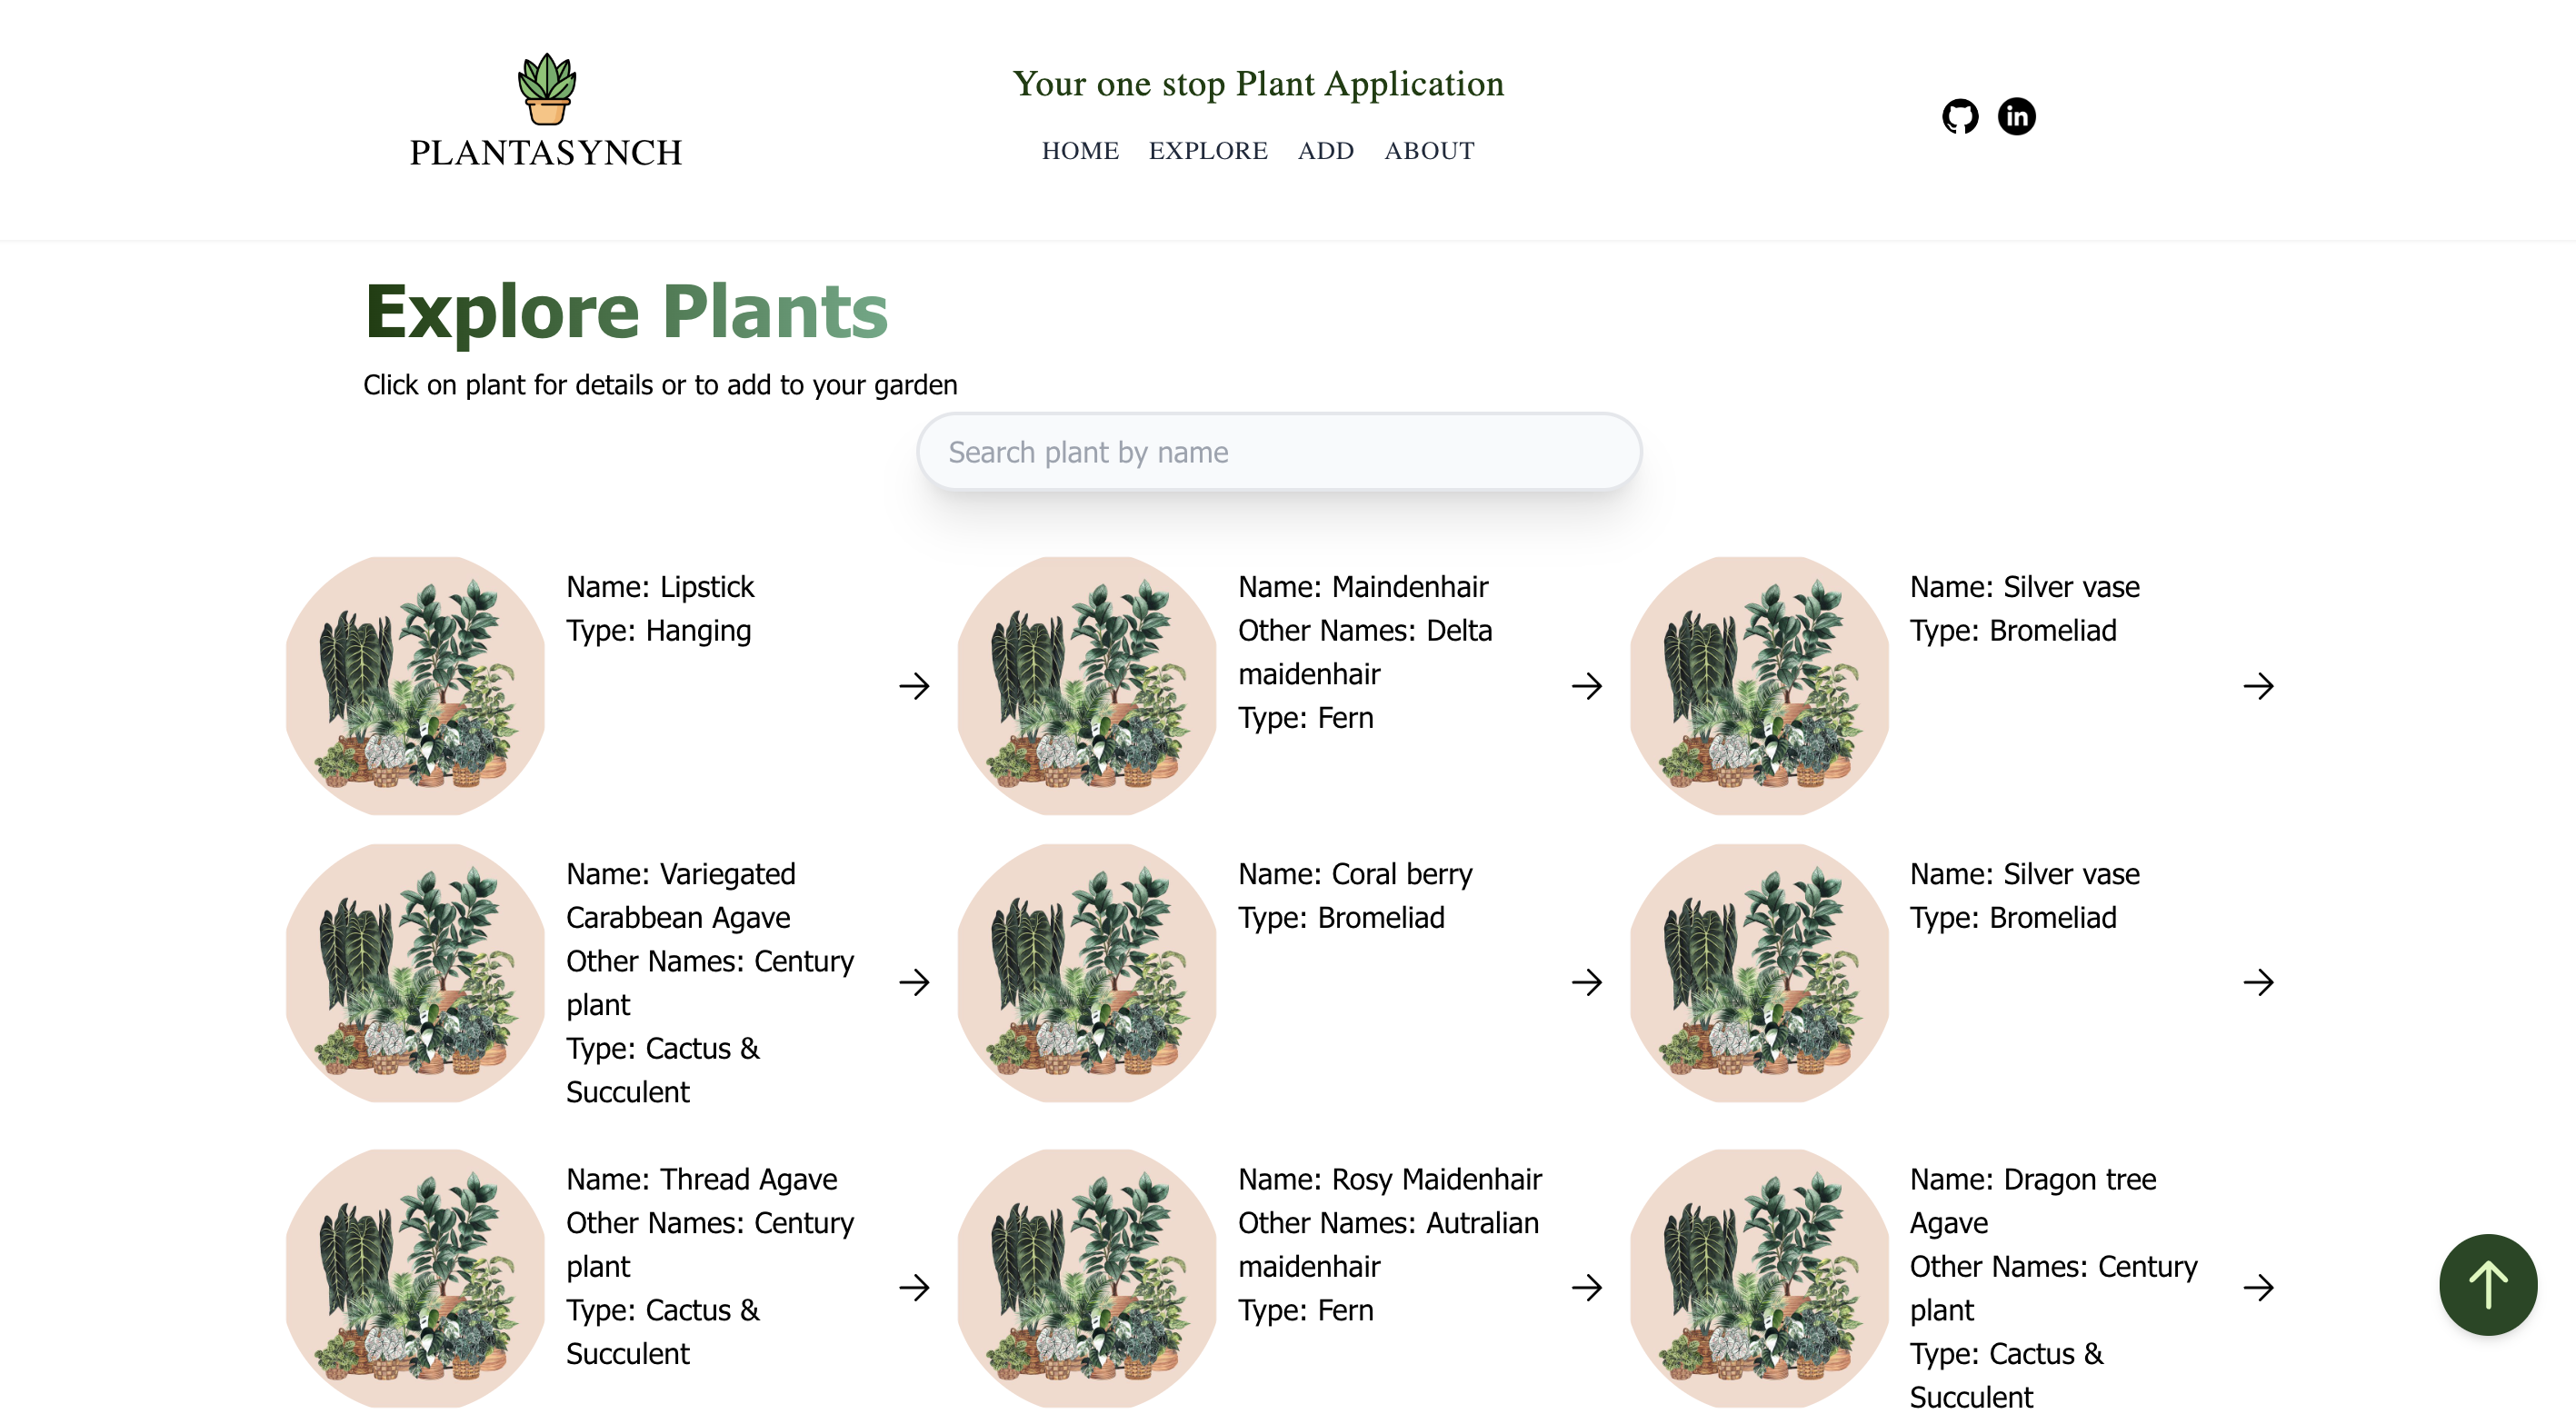 PLANTASYNCH
Your one stop Plant Application
HOME EXPLORE ADD ABOUT
in
Explore Plants
Click on plant for details or to add to your garden
Search plant by name
Name: Lipstick
Type: Hanging
Name: Maindenhair
Other Names: Delta
maidenhair
Type: Fern
Name: Silver vase
Type: Bromeliad
Name: Variegated
Carabbean Agave
Other Names: Century
plant
Type: Cactus &
Succulent
Name: Coral berry
Type: Bromeliad
Name: Silver vase
Type: Bromeliad
Name: Thread Agave
Other Names: Century
plant
Type: Cactus &
Succulent
Name: Rosy Maidenhair
Other Names: Autralian
maidenhair
Type: Fern
Name: Dragon tree
Agave
Other Names: Century
plant
Type: Cactus &
Succulent